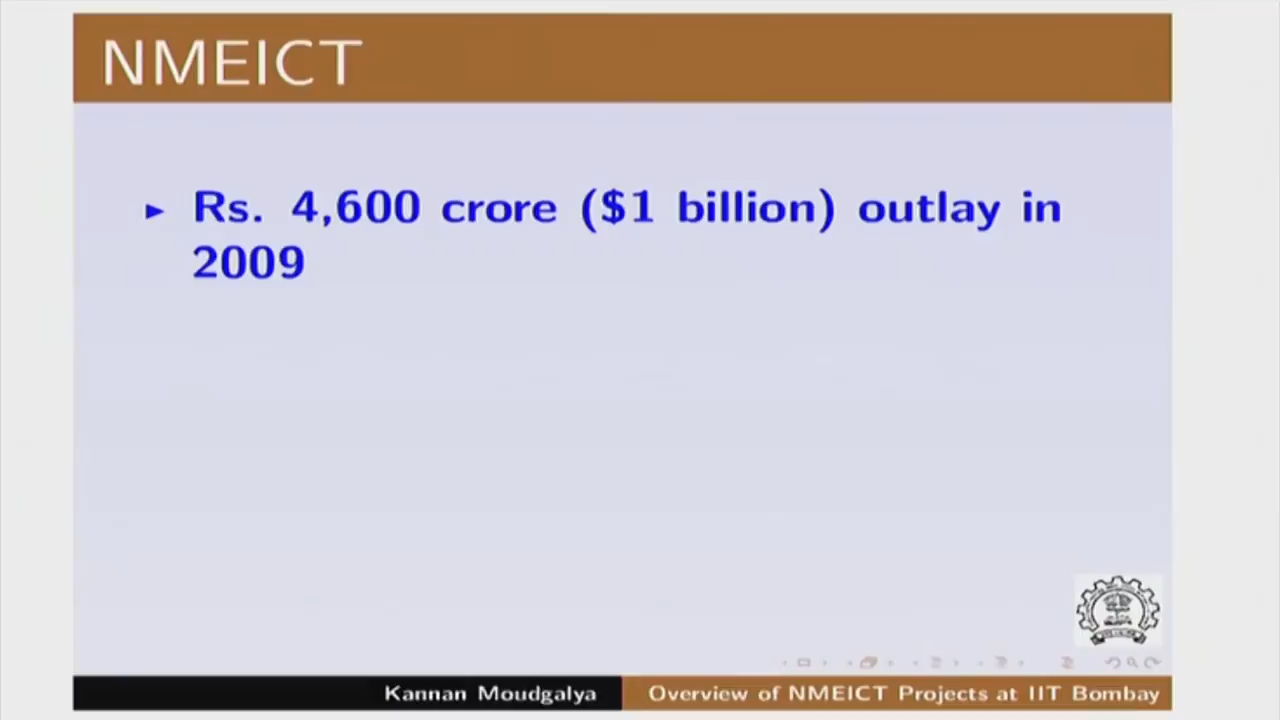 NMEICT
► Rs. 4,600 crore ($1 billion) outlay in
2009
Kannan Moudgalya
Overview of NMEICT Projects at IIT Bombay